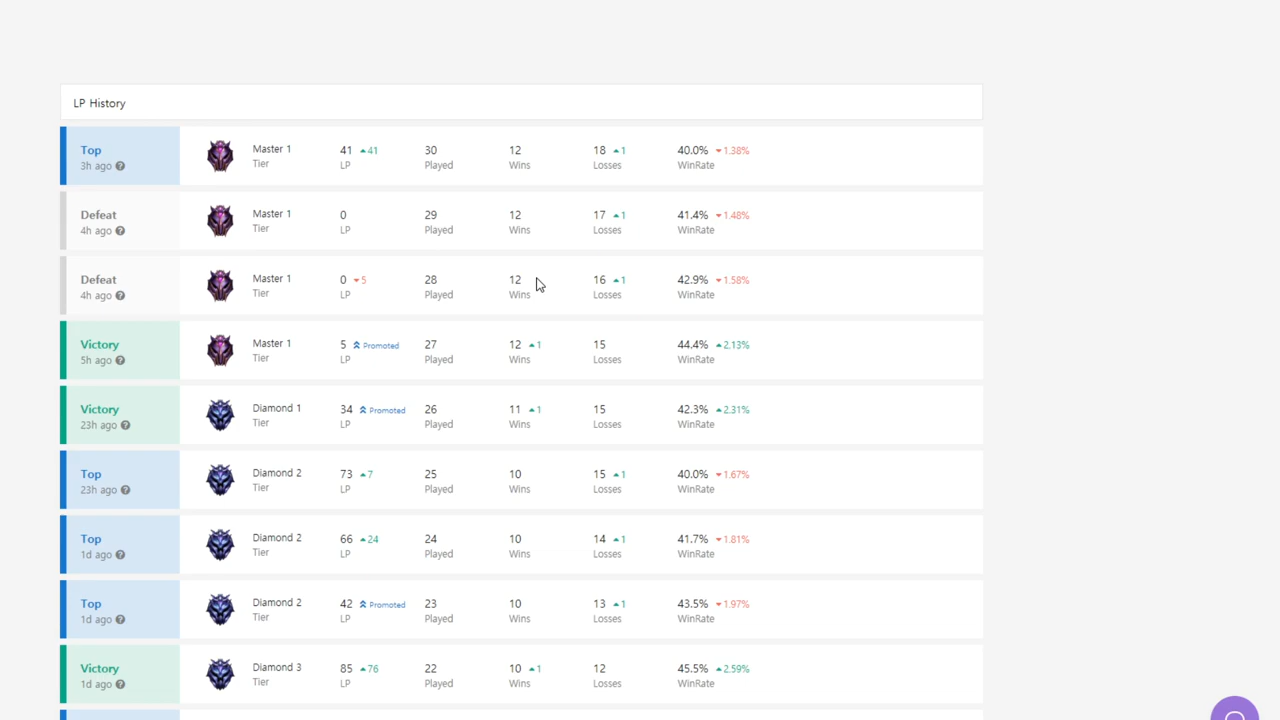 LP History
Top
3h ago
Master 1
Tier
41 41
LP
30
Played
12
Wins
18 1
Losses
40.0% 1.38%
WinRate
Defeat
4h ago
Master 1
Tier
0
LP
29
Played
12
Wins
17 1
Losses
41.4% 1.48%
WinRate
Defeat
4h ago
Master 1
Tier
0 5
LP
28
Played
12
Wins
16 1
Losses
42.9% 1.58%
WinRate
Victory
5h ago
Master 1
Tier
5 Promoted
LP
27
Played
12 1
Wins
15
Losses
44.4% 2.13%
WinRate
Victory
23h ago
Diamond 1
Tier
34 Promoted
LP
26
Played
11 1
Wins
15
Losses
42.3% 2.31%
WinRate
Top
23h ago
Diamond 2
Tier
73 7
LP
25
Played
10
Wins
15 1
Losses
40.0% 1.67%
WinRate
Top
1d ago
Diamond 2
Tier
66 24
LP
24
Played
10
Wins
14 1
Losses
41.7% 1.81%
WinRate
Top
1d ago
Diamond 2
Tier
42 Promoted
LP
23
Played
10
Wins
13 1
Losses
43.5% 1.97%
WinRate
Victory
1d ago
Diamond 3
Tier
85 76
LP
22
Played
10 1
Wins
12
Losses
45.5% 2.59%
WinRate